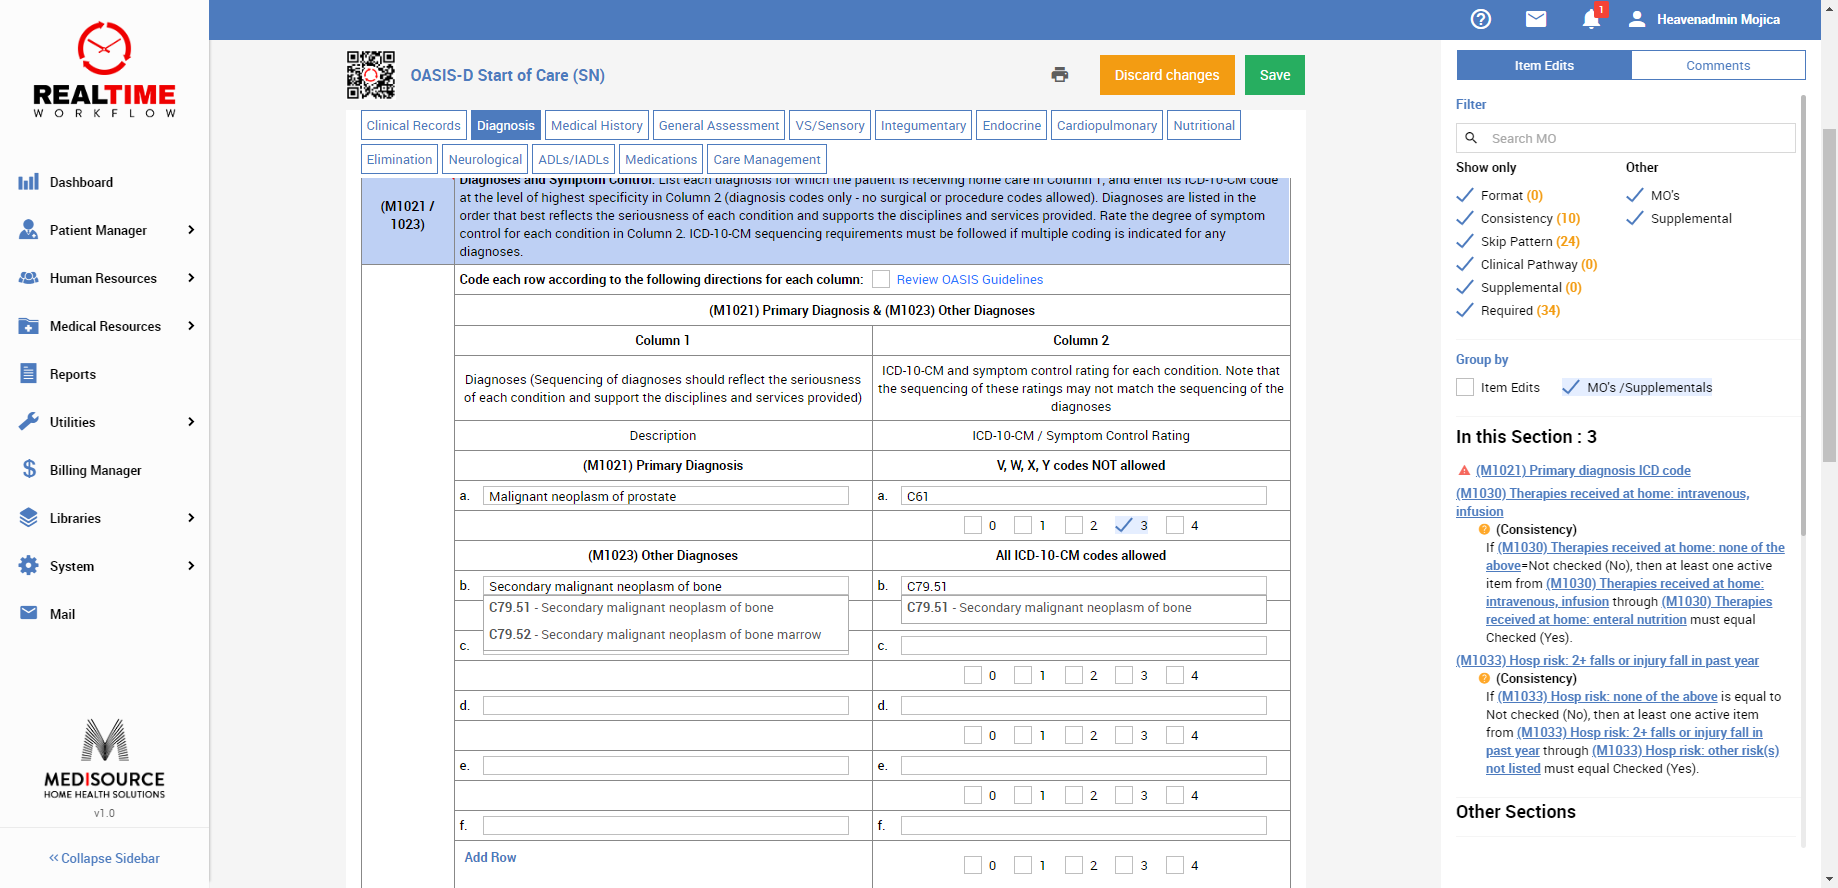 REALTIME
WORKFLOW
Dashboard
Patient Manager
Human Resources
Medical Resources
Reports
Utilities
Billing Manager
Libraries
System
Mail
MEDISOURCE
HOME HEALTH SOLUTIONS
v1.0
Collapse Sidebar
1
Heavenadmin Mojica
OASIS-D Start of Care (SN)
Discard changes
Save
Clinical Records
Diagnosis
Medical History
General Assessment
VS/Sensory
Integumentary
Endocrine
Cardiopulmonary
Nutritional
Elimination
Neurological
ADLs/IADLs
Medications
Care Management
(M1021 /
1023)
Diagnoses and Symptom Control: List each diagnosis for which the patient is receiving home care in Column 1, and enter its ICD-10-CM code
at the level of highest specificity in Column 2 (diagnosis codes only - no surgical or procedure codes allowed). Diagnoses are listed in the
order that best reflects the seriousness of each condition and supports the disciplines and services provided. Rate the degree of symptom
control for each condition in Column 2. ICD-10-CM sequencing requirements must be followed if multiple coding is indicated for any
diagnoses.
Code each row according to the following directions for each column:
Review OASIS Guidelines
(M1021) Primary Diagnosis & (M1023) Other Diagnoses
Column 1
Column 2
Diagnoses (Sequencing of diagnoses should reflect the seriousness
of each condition and support the disciplines and services provided)
ICD-10-CM and symptom control rating for each condition. Note that
the sequencing of these ratings may not match the sequencing of the
diagnoses
Description
ICD-10-CM / Symptom Control Rating
(M1021) Primary Diagnosis
V, W, X, Y codes NOT allowed
a. Malignant neoplasm of prostate
a. C61
0 1 2 3 4
(M1023) Other Diagnoses
All ICD-10-CM codes allowed
b. Secondary malignant neoplasm of bone
b. C79.51
C79.51 - Secondary malignant neoplasm of bone
C79.52 - Secondary malignant neoplasm of bone marrow
C79.51 - Secondary malignant neoplasm of bone
c.
c.
0 1 2 3 4
d.
d.
0 1 2 3 4
e.
e.
0 1 2 3 4
f.
f.
Add Row
0 1 2 3 4
Item Edits
Comments
Filter
Search MO
Show only
Other
Format (0)
MO's
Consistency (10)
Supplemental
Skip Pattern (24)
Clinical Pathway (0)
Supplemental (0)
Required (34)
Group by
Item Edits
MO's /Supplementals
In this Section : 3
(M1021) Primary diagnosis ICD code
(M1030) Therapies received at home: intravenous,
infusion
(Consistency)
If (M1030) Therapies received at home: none of the
above=Not checked (No), then at least one active
item from (M1030) Therapies received at home:
intravenous, infusion through (M1030) Therapies
received at home: enteral nutrition must equal
Checked (Yes).
(M1033) Hosp risk: 2+ falls or injury fall in past year
(Consistency)
If (M1033) Hosp risk: none of the above is equal to
Not checked (No), then at least one active item
from (M1033) Hosp risk: 2+ falls or injury fall in
past year through (M1033) Hosp risk: other risk(s)
not listed must equal Checked (Yes).
Other Sections